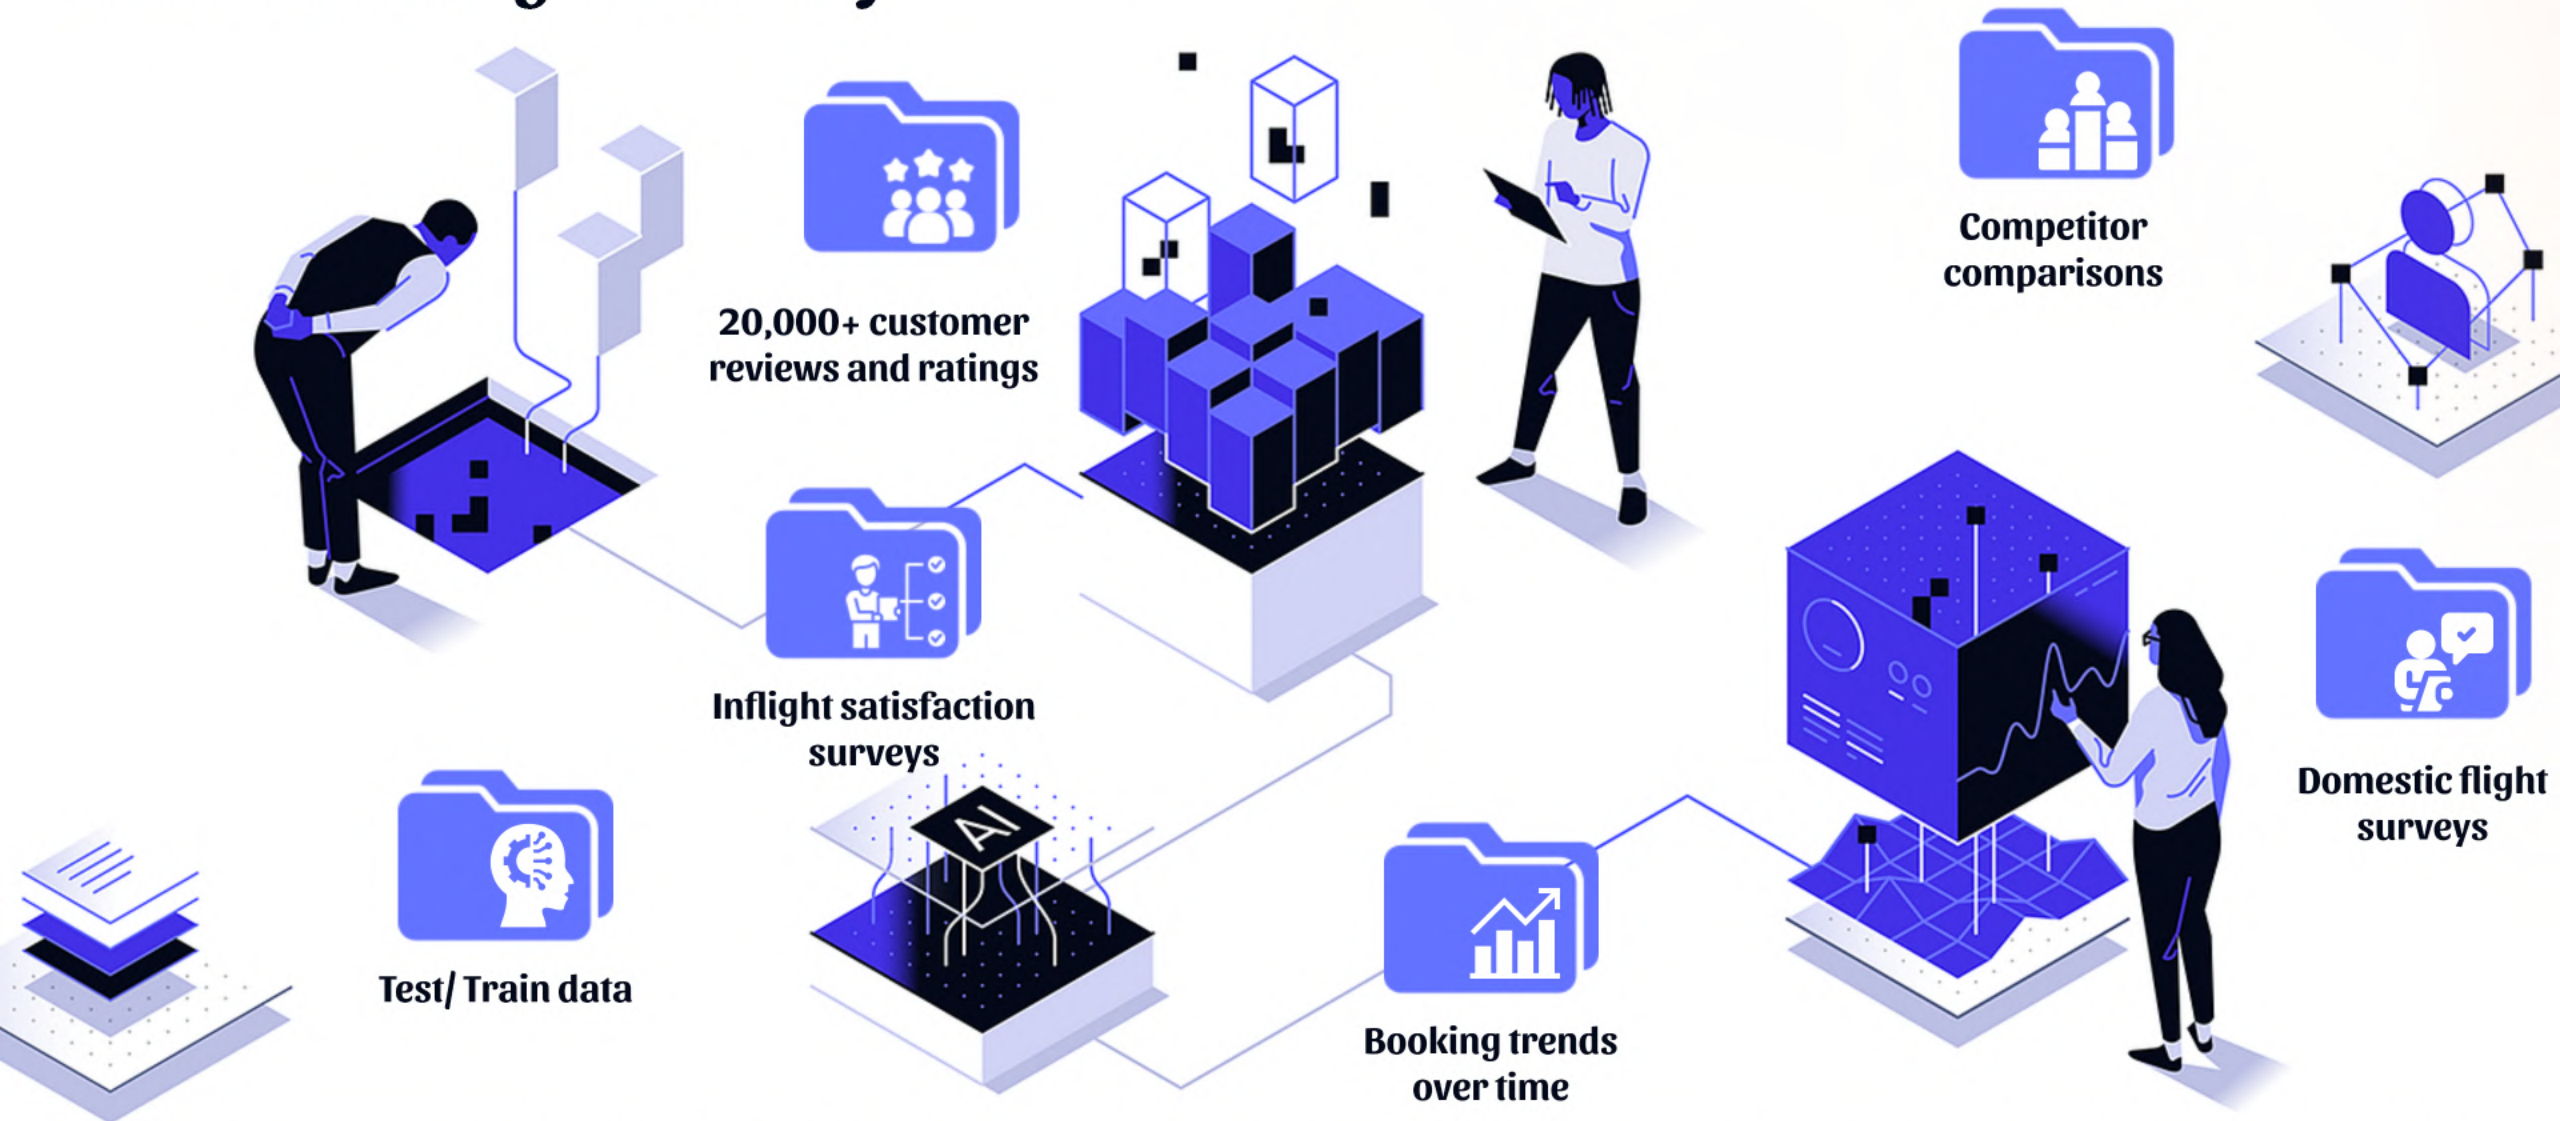 Competitor
comparisons
20,000+ customer
reviews and ratings
Inflight satisfaction
surveys
Domestic flight
surveys
AI
Test/ Train data
Booking trends
over time